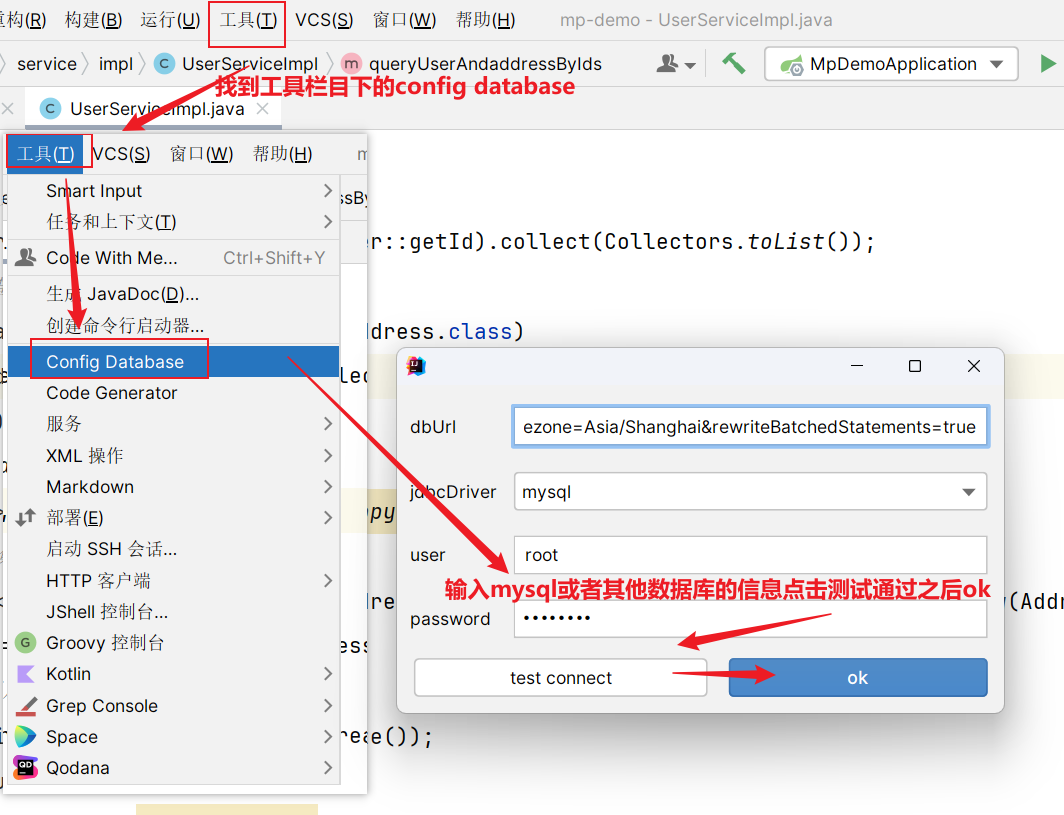 重构(R) 构建(B) 运行(U) 工具(T) VCS(S) 窗口(W) 帮助(H) mp-demo - UserServiceImpl.java
service impl C UserServiceImpl m queryUserAndaddressByIds MpDemoApplication
找到工具栏目下的config database
C UserServiceImpl.java
工具(T) VCS(S) 窗口(W) 帮助(H)
Smart Input
任务和上下文(T)
er::getId).collect(Collectors.toList());
Code With Me... Ctrl+Shift+Y
生成 JavaDoc(D)...
创建命令行启动器...
ddress.class)
Config Database
Code Generator
服务
XML 操作
Markdown
部署(E)
启动 SSH 会话...
HTTP 客户端
JShell 控制台...
G Groovy 控制台
Kotlin
Grep Console
Space
QD Qodana
dbUrl ezone=Asia/Shanghai&rewriteBatchedStatements=true
jdbcDriver mysql
user root
输入mysql或者其他数据库的信息点击测试通过之后ok
password ••••••••
test connect ok
(Addr